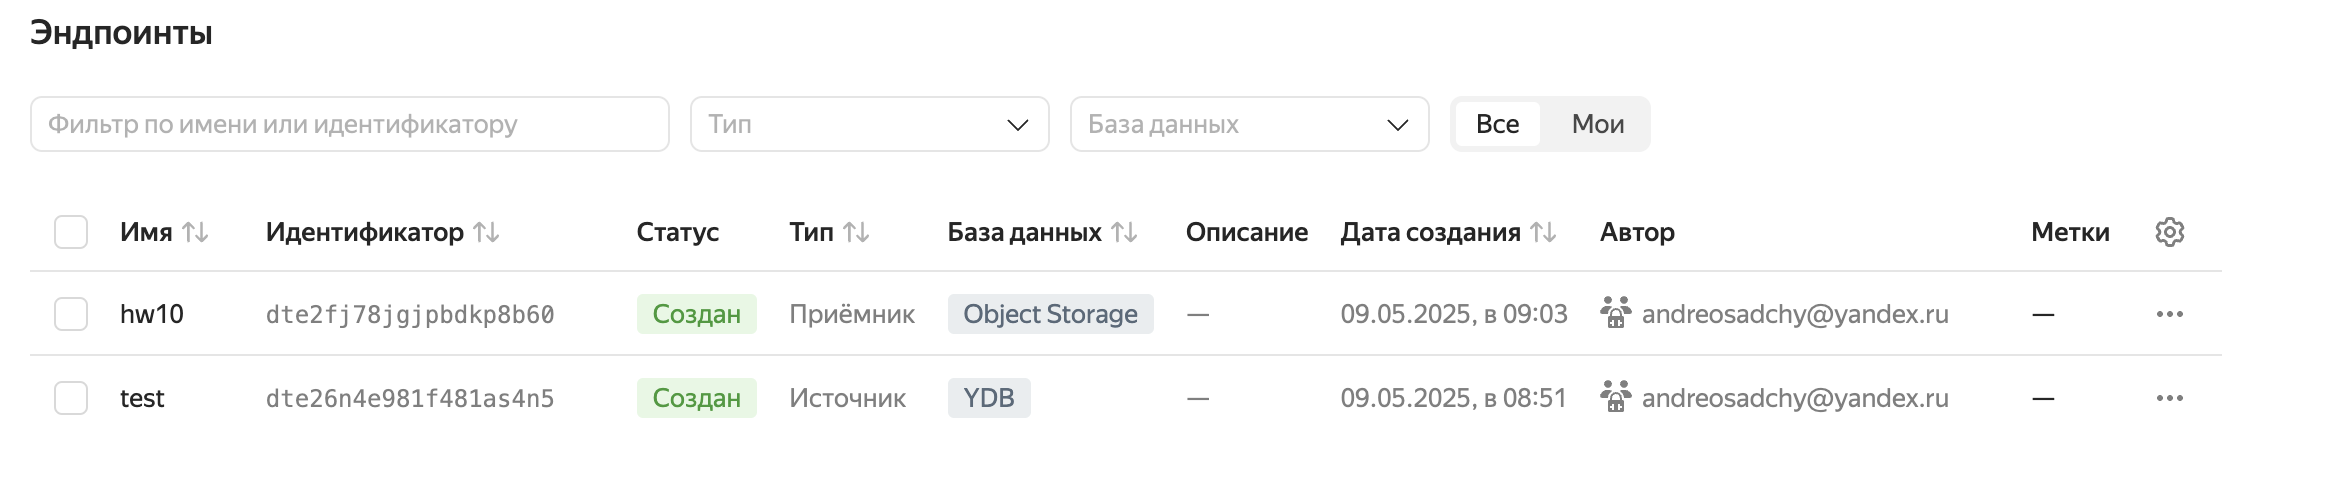 Эндпоинты
Фильтр по имени или идентификатору Тип База данных Все Мои
Имя Идентификатор Статус Тип База данных Описание Дата создания Автор Метки
hw10 dte2fj78jgjpbdkp8b60 Создан Приёмник Object Storage — 09.05.2025, в 09:03 andreosadchy@yandex.ru —
test dte26n4e981f481as4n5 Создан Источник YDB — 09.05.2025, в 08:51 andreosadchy@yandex.ru —